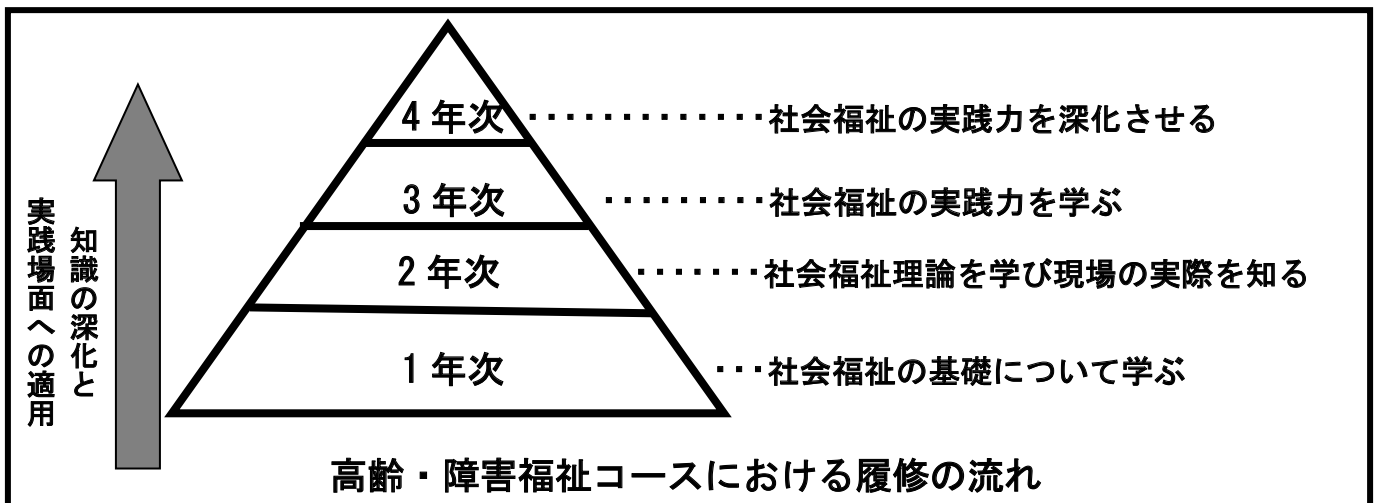 4年次・・・・・・・・・・・・・社会福祉の実践力を深化させる
3年次・・・・・・・・・社会福祉の実践力を学ぶ
2年次・・・・・・・社会福祉理論を学び現場の実際を知る
1年次・・・社会福祉の基礎について学ぶ
知識の深化と
実践場面への適用
高齢・障害福祉コースにおける履修の流れ